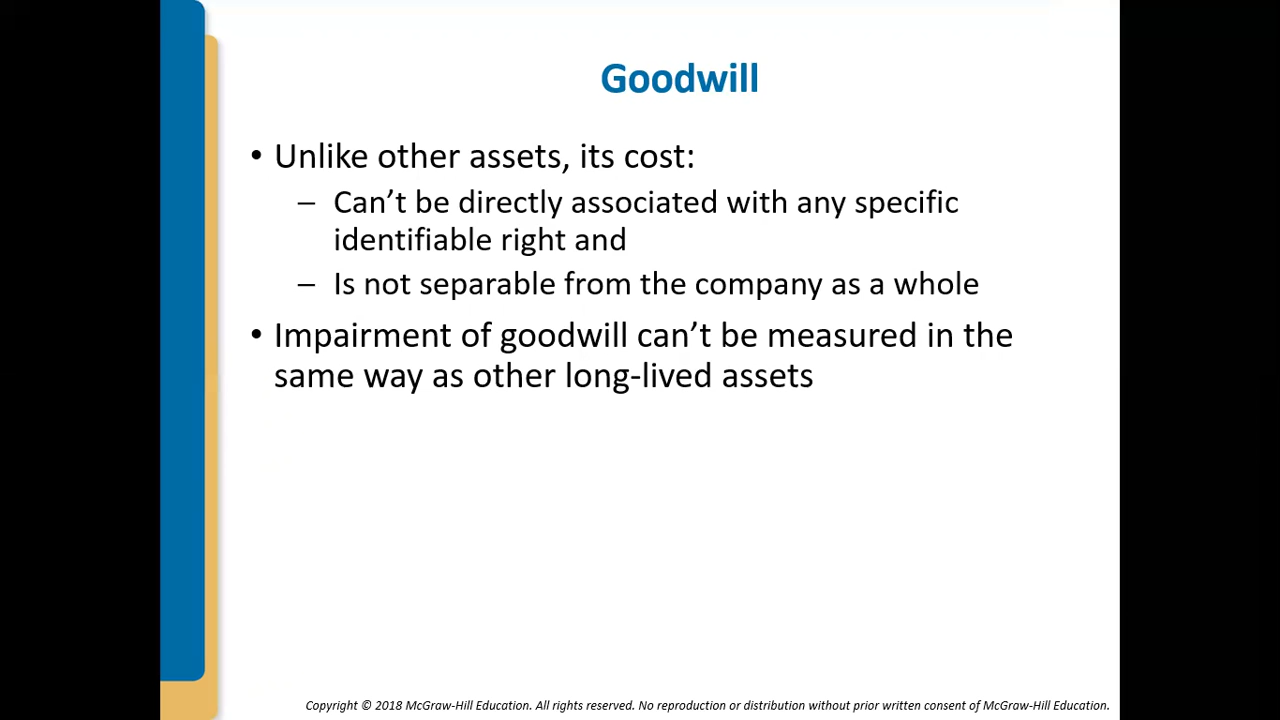 Goodwill
• Unlike other assets, its cost:
– Can’t be directly associated with any specific
identifiable right and
– Is not separable from the company as a whole
• Impairment of goodwill can’t be measured in the
same way as other long-lived assets
Copyright © 2018 McGraw-Hill Education. All rights reserved. No reproduction or distribution without prior written consent of McGraw-Hill Education.